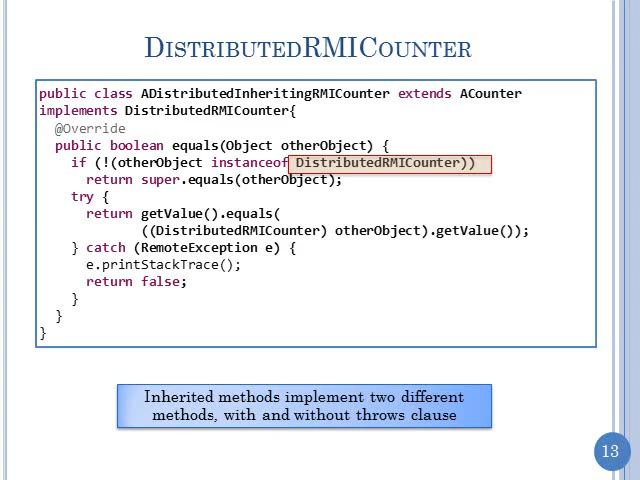 DISTRIBUTEDRMICOUNTER
public class ADistributedInheritingRMICounter extends ACounter
implements DistributedRMICounter{
@Override
public boolean equals(Object otherObject) {
if (!(otherObject instanceof DistributedRMICounter))
return super.equals(otherObject);
try {
return getValue().equals(
((DistributedRMICounter) otherObject).getValue());
} catch (RemoteException e) {
e.printStackTrace();
return false;
}
}
}
Inherited methods implement two different
methods, with and without throws clause
13